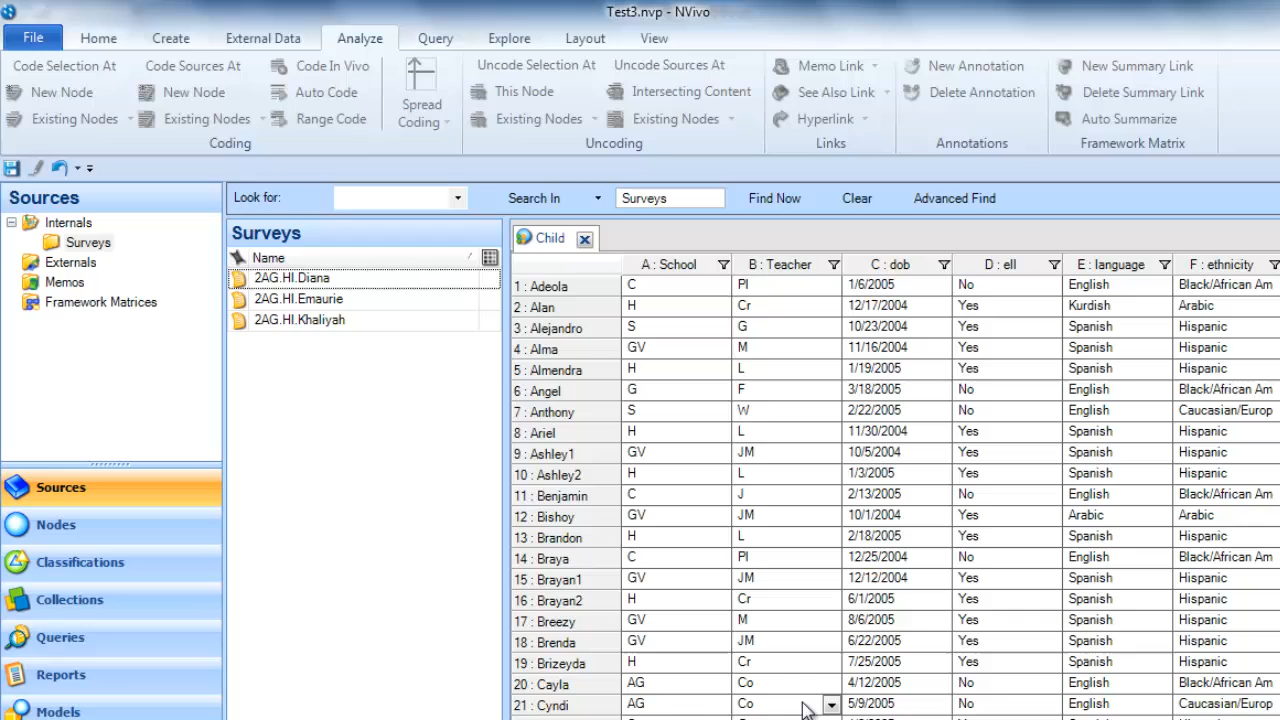 Test3.nvp - NVivo
File Home Create External Data Analyze Query Explore Layout View
Code Selection At Code Sources At Code In Vivo Uncode Selection At Uncode Sources At Memo Link New Annotation New Summary Link
New Node New Node Auto Code This Node Intersecting Content See Also Link Delete Annotation Delete Summary Link
Existing Nodes Existing Nodes Range Code Spread Coding Existing Nodes Existing Nodes Hyperlink Auto Summarize
Coding Uncoding Links Annotations Framework Matrix
Sources
Internals
Surveys
Externals
Memos
Framework Matrices
Sources
Nodes
Classifications
Collections
Queries
Reports
Models
Look for: Search In Surveys Find Now Clear Advanced Find
Surveys
Name
2AG.HI.Diana
2AG.HI.Emaurie
2AG.HI.Khaliyah
Child
A : School B : Teacher C : dob D : ell E : language F : ethnicity
1 : Adeola C PI 1/6/2005 No English Black/African Am
2 : Alan H Cr 12/17/2004 Yes Kurdish Arabic
3 : Alejandro S G 10/23/2004 Yes Spanish Hispanic
4 : Alma GV M 11/16/2004 Yes Spanish Hispanic
5 : Almendra H L 1/19/2005 Yes Spanish Hispanic
6 : Angel G F 3/18/2005 No English Black/African Am
7 : Anthony S W 2/22/2005 No English Caucasian/Europ
8 : Ariel H L 11/30/2004 Yes Spanish Hispanic
9 : Ashley1 GV JM 10/5/2004 Yes Spanish Hispanic
10 : Ashley2 H L 1/3/2005 Yes Spanish Hispanic
11 : Benjamin C J 2/13/2005 No English Black/African Am
12 : Bishoy GV JM 10/1/2004 Yes Arabic Arabic
13 : Brandon H L 2/18/2005 Yes Spanish Hispanic
14 : Braya C PI 12/25/2004 No English Black/African Am
15 : Brayan1 GV JM 12/12/2004 Yes Spanish Hispanic
16 : Brayan2 H Cr 6/1/2005 Yes Spanish Hispanic
17 : Breezy GV M 8/6/2005 Yes Spanish Hispanic
18 : Brenda GV JM 6/22/2005 Yes Spanish Hispanic
19 : Brizeyda H Cr 7/25/2005 Yes Spanish Hispanic
20 : Cayla AG Co 4/12/2005 No English Black/African Am
21 : Cyndi AG Co 5/9/2005 No English Caucasian/Europ